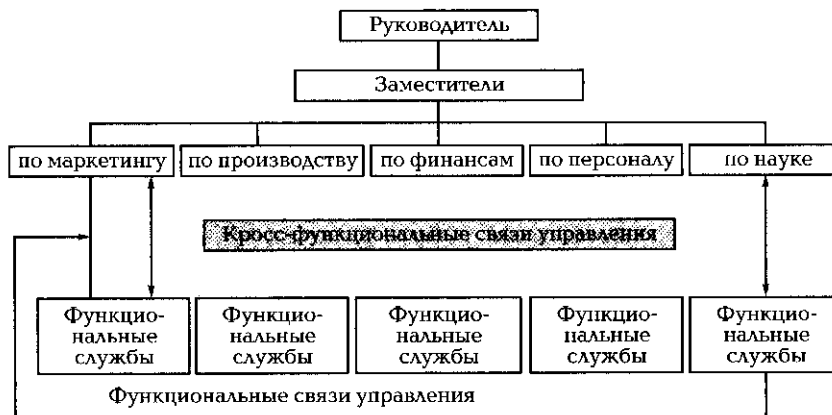 Руководитель
Заместители
по маркетингу
по производству
по финансам
по персоналу
по науке
Кросс-функциональные связи управления
Функцио-
нальные
службы
Функцио-
нальные
службы
Функцио-
нальные
службы
Функцио-
нальные
службы
Функцио-
нальные
службы
Функциональные связи управления